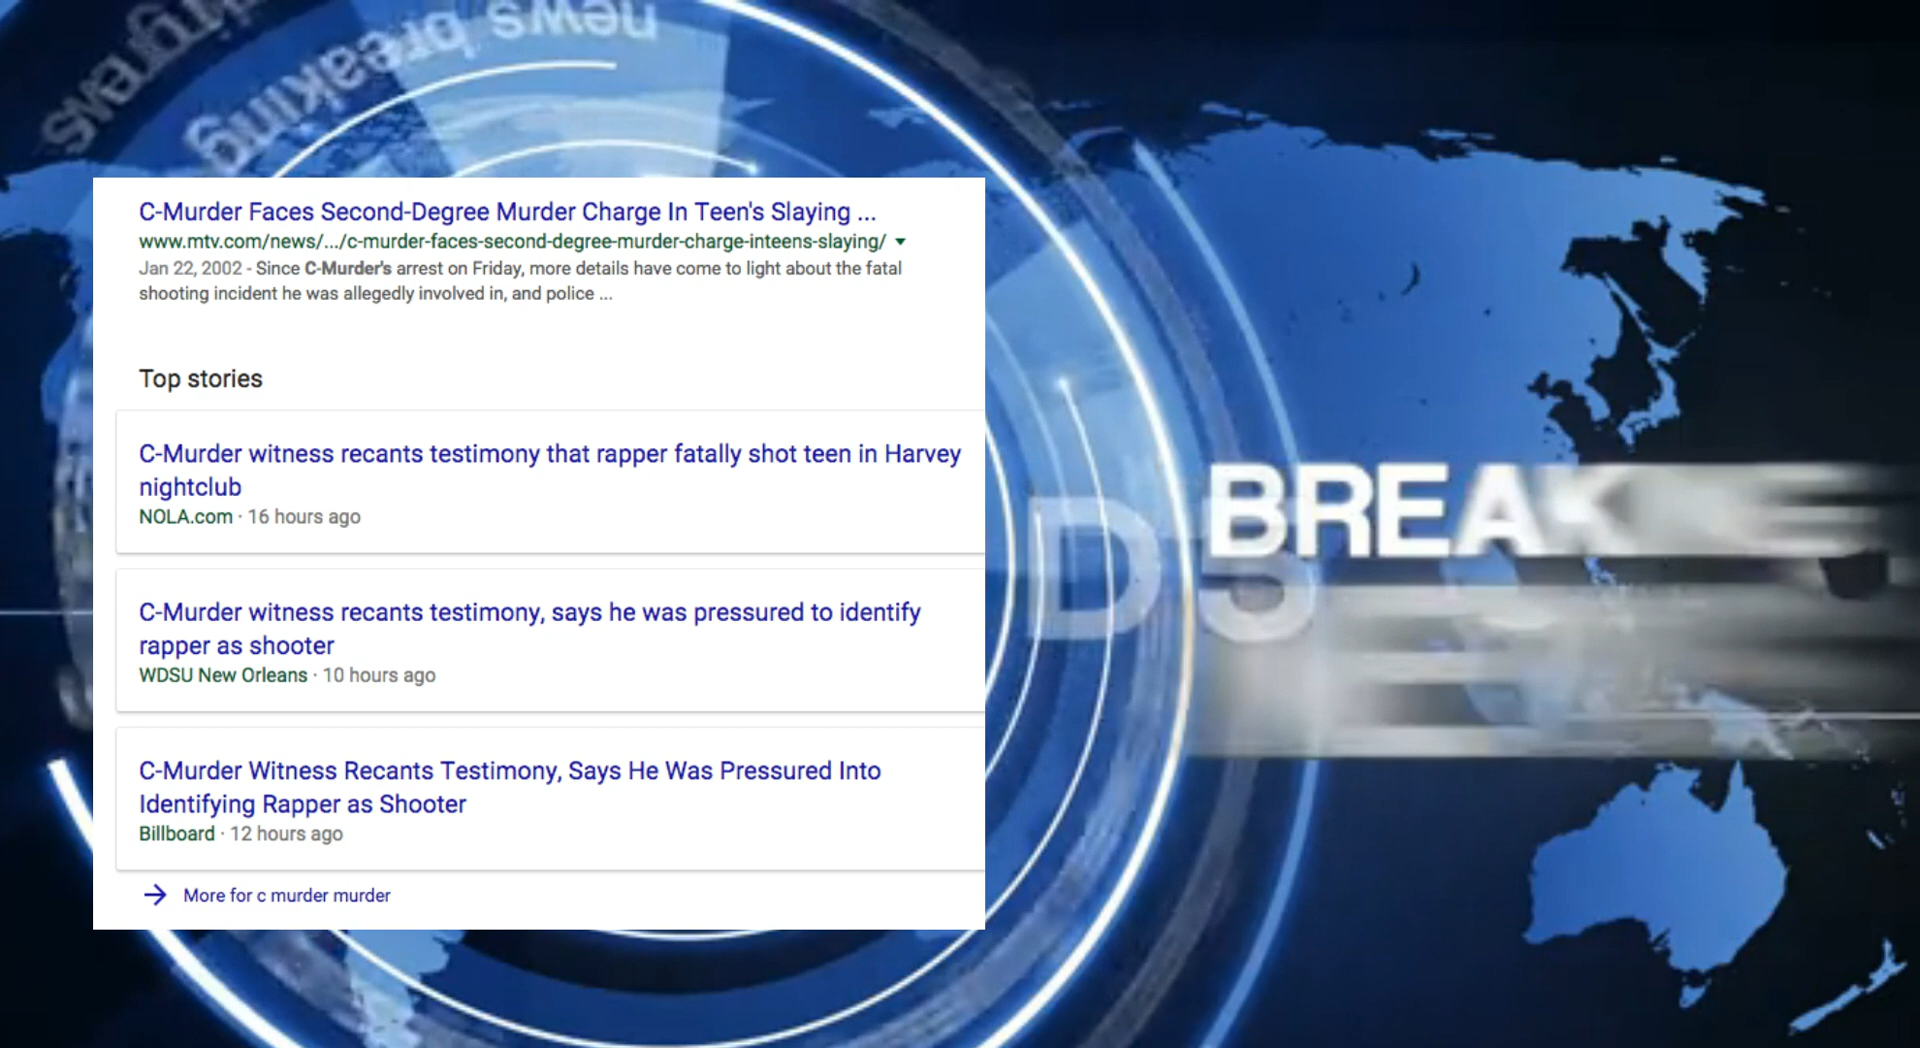 news breaking
breaking
news
C-Murder Faces Second-Degree Murder Charge In Teen's Slaying ...
www.mtv.com/news/.../c-murder-faces-second-degree-murder-charge-inteens-slaying/
Jan 22, 2002 - Since C-Murder's arrest on Friday, more details have come to light about the fatal
shooting incident he was allegedly involved in, and police ...
Top stories
C-Murder witness recants testimony that rapper fatally shot teen in Harvey
nightclub
NOLA.com · 16 hours ago
C-Murder witness recants testimony, says he was pressured to identify
rapper as shooter
WDSU New Orleans · 10 hours ago
C-Murder Witness Recants Testimony, Says He Was Pressured Into
Identifying Rapper as Shooter
Billboard · 12 hours ago
More for c murder murder
D 5
BREAK